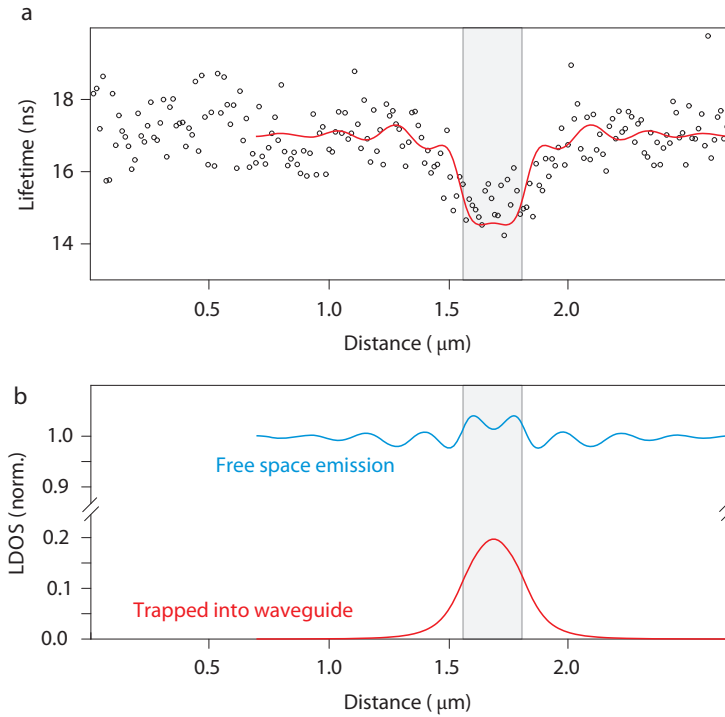 a
18
16
14
Lifetime (ns)
0.5
1.0
1.5
2.0
Distance ( μm)
b
1.0
0.9
0.2
0.1
0.0
LDOS (norm.)
Free space emission
Trapped into waveguide
0.5
1.0
1.5
2.0
Distance ( μm)